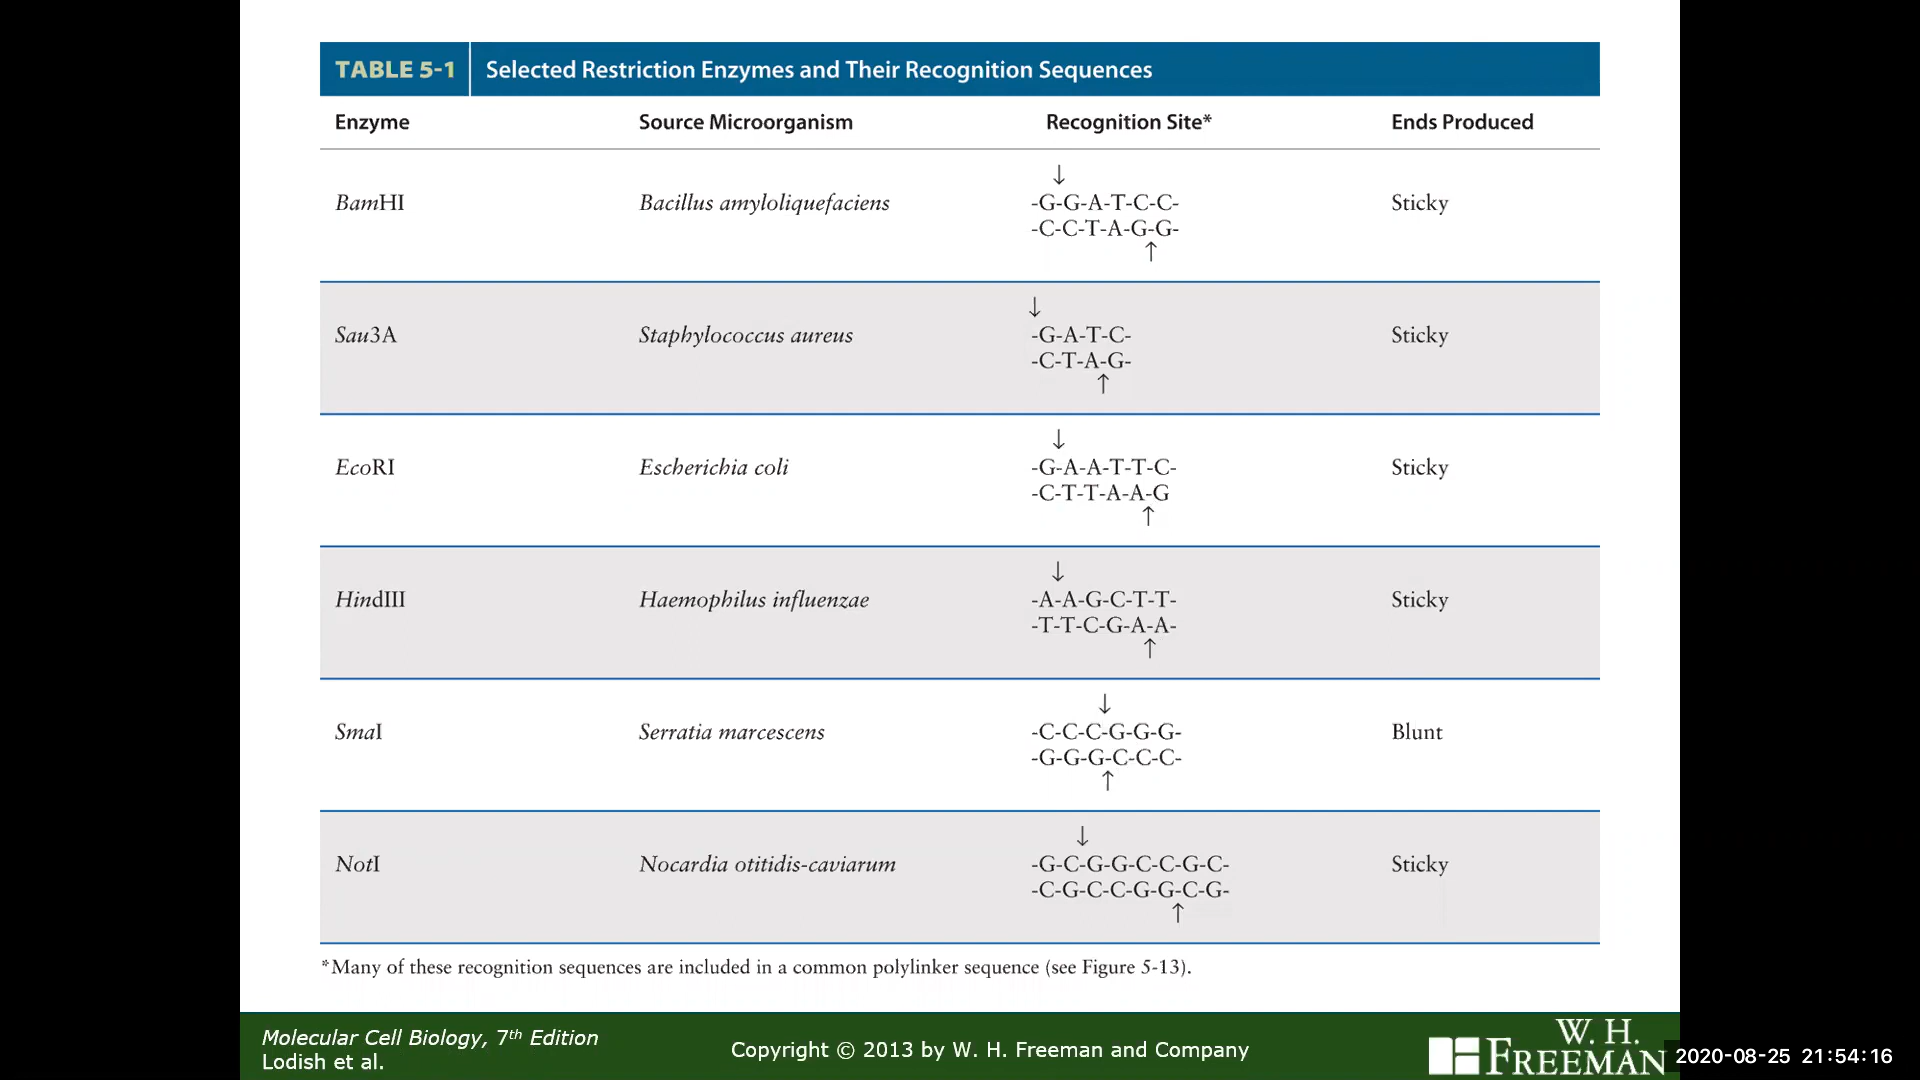 TABLE 5-1 Selected Restriction Enzymes and Their Recognition Sequences
Enzyme Source Microorganism Recognition Site* Ends Produced
↓
BamHI Bacillus amyloliquefaciens -G-G-A-T-C-C- Sticky
-C-C-T-A-G-G-
↑
↓
Sau3A Staphylococcus aureus -G-A-T-C- Sticky
-C-T-A-G-
↑
↓
EcoRI Escherichia coli -G-A-A-T-T-C- Sticky
-C-T-T-A-A-G
↑
↓
HindIII Haemophilus influenzae -A-A-G-C-T-T- Sticky
-T-T-C-G-A-A-
↑
↓
SmaI Serratia marcescens -C-C-C-G-G-G- Blunt
-G-G-G-C-C-C-
↑
↓
NotI Nocardia otitidis-caviarum -G-C-G-G-C-C-G-C- Sticky
-C-G-C-C-G-G-C-G-
↑
*Many of these recognition sequences are included in a common polylinker sequence (see Figure 5-13).
Molecular Cell Biology, 7th Edition
Lodish et al.
Copyright © 2013 by W. H. Freeman and Company
W. H.
FREEMAN
2020-08-25 21:54:16